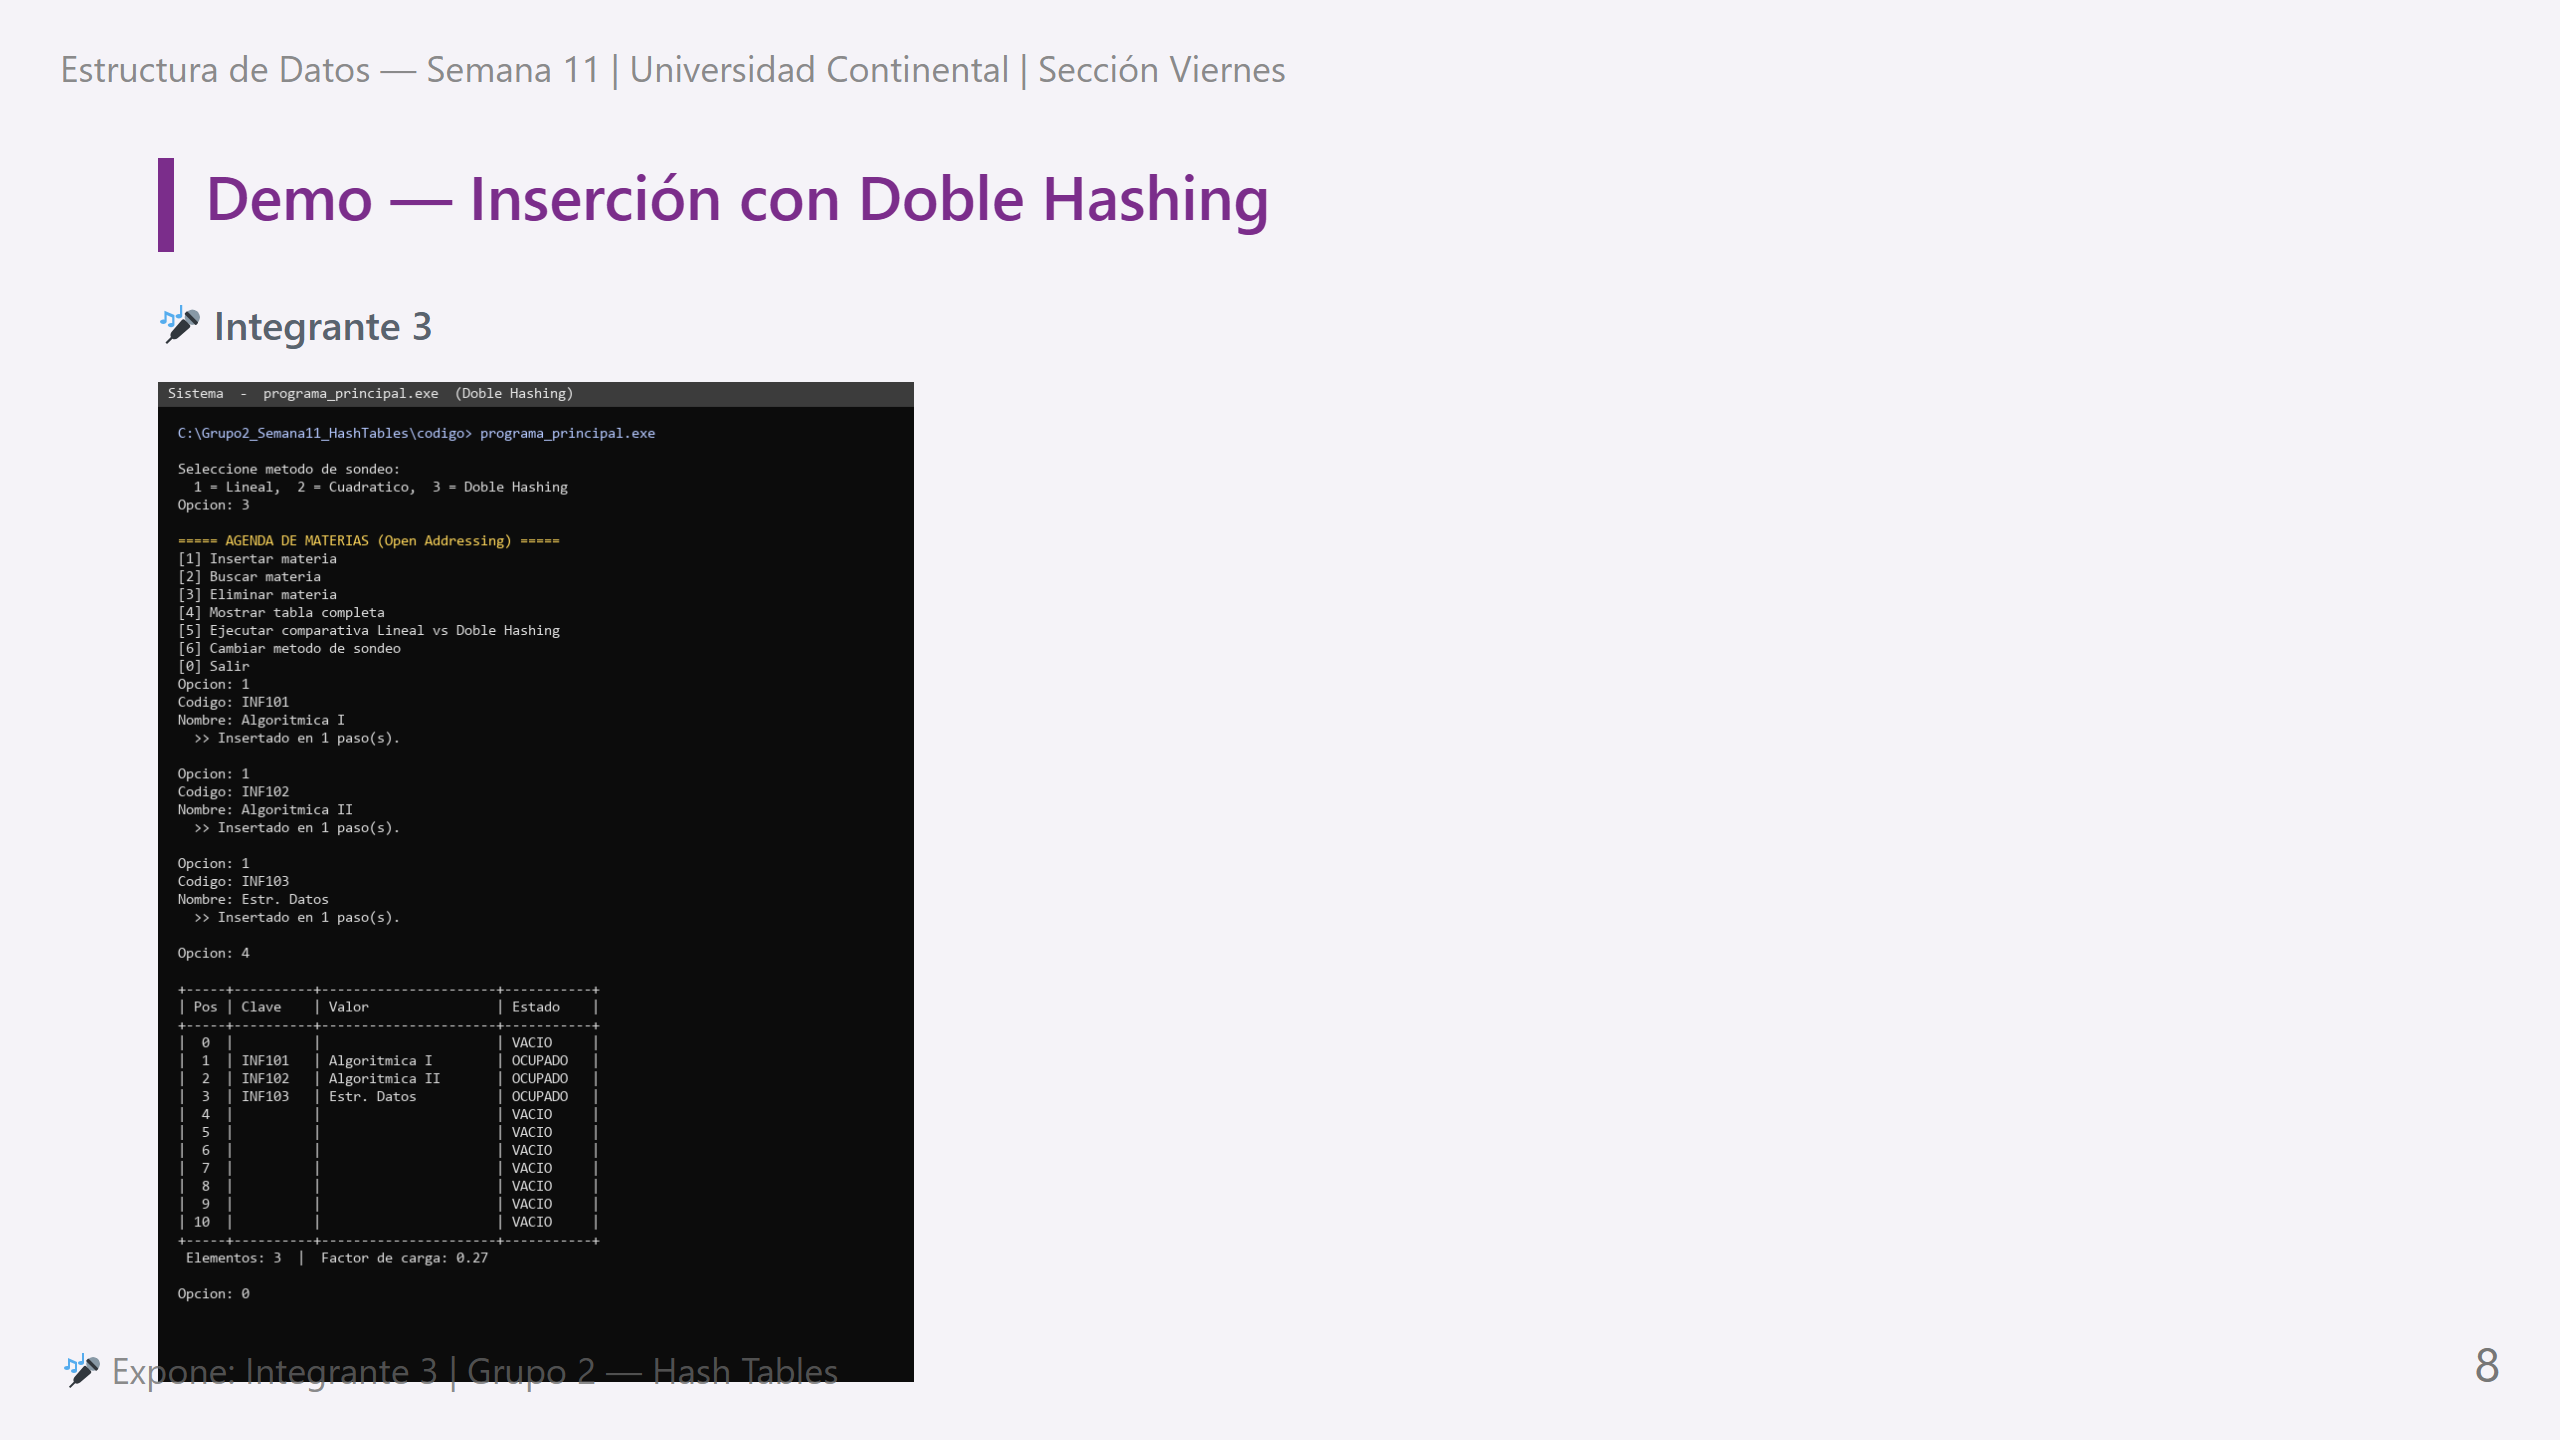 Estructura de Datos — Semana 11 | Universidad Continental | Sección Viernes
Demo — Inserción con Doble Hashing
Integrante 3
Sistema  -  programa_principal.exe  (Doble Hashing)
C:\Grupo2_Semana11_HashTables\codigo> programa_principal.exe
Seleccione metodo de sondeo:
  1 = Lineal,  2 = Cuadratico,  3 = Doble Hashing
Opcion: 3
===== AGENDA DE MATERIAS (Open Addressing) =====
[1] Insertar materia
[2] Buscar materia
[3] Eliminar materia
[4] Mostrar tabla completa
[5] Ejecutar comparativa Lineal vs Doble Hashing
[6] Cambiar metodo de sondeo
[0] Salir
Opcion: 1
Codigo: INF101
Nombre: Algoritmica I
  >> Insertado en 1 paso(s).
Opcion: 1
Codigo: INF102
Nombre: Algoritmica II
  >> Insertado en 1 paso(s).
Opcion: 1
Codigo: INF103
Nombre: Estr. Datos
  >> Insertado en 1 paso(s).
Opcion: 4
+-----+----------+----------------------+-----------+
| Pos | Clave    | Valor                | Estado    |
+-----+----------+----------------------+-----------+
|  0  |          |                      | VACIO     |
|  1  | INF101   | Algoritmica I        | OCUPADO   |
|  2  | INF102   | Algoritmica II       | OCUPADO   |
|  3  | INF103   | Estr. Datos          | OCUPADO   |
|  4  |          |                      | VACIO     |
|  5  |          |                      | VACIO     |
|  6  |          |                      | VACIO     |
|  7  |          |                      | VACIO     |
|  8  |          |                      | VACIO     |
|  9  |          |                      | VACIO     |
| 10  |          |                      | VACIO     |
+-----+----------+----------------------+-----------+
 Elementos: 3  |  Factor de carga: 0.27
Opcion: 0
Expone: Integrante 3 | Grupo 2 — Hash Tables
8